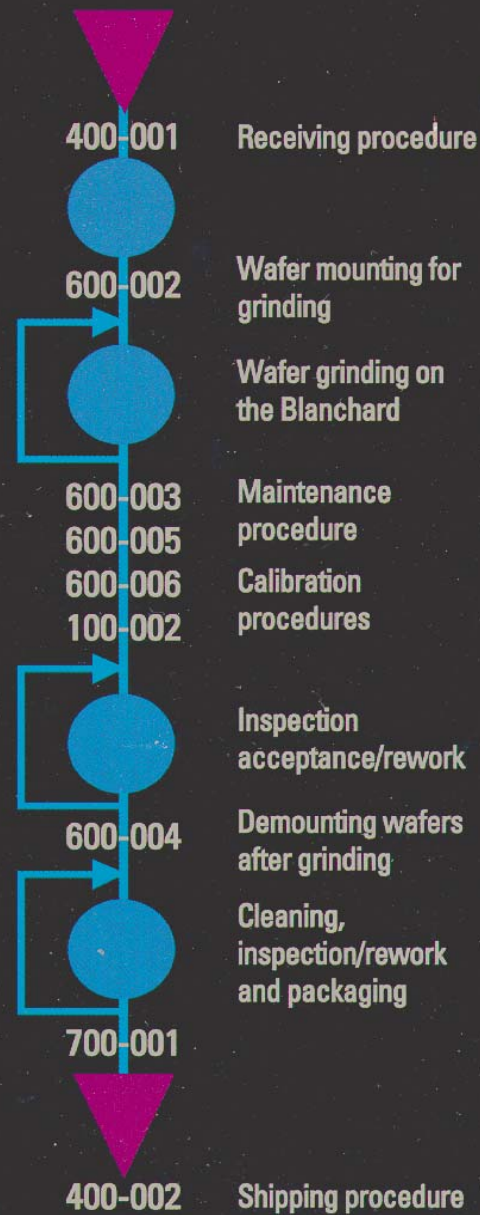 400-001 Receiving procedure
600-002 Wafer mounting for
grinding
Wafer grinding on
the Blanchard
600-003 Maintenance
600-005 procedure
600-006 Calibration
100-002 procedures
Inspection
acceptance/rework
600-004 Demounting wafers
after grinding
Cleaning,
inspection/rework
and packaging
700-001
400-002 Shipping procedure